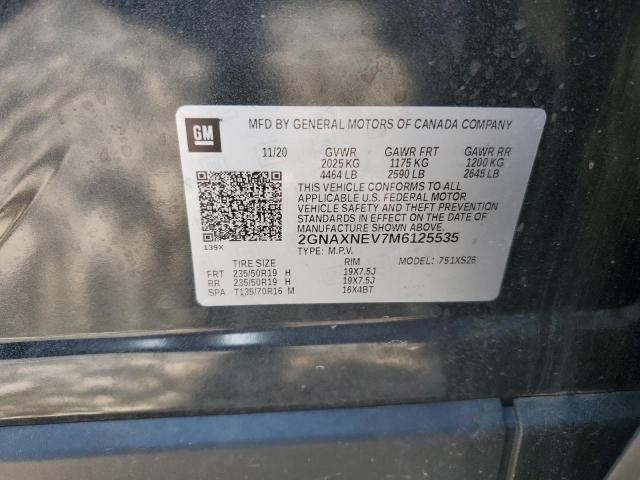 GM
MFD BY GENERAL MOTORS OF CANADA COMPANY
11/20 GVWR GAWR FRT GAWR RR
2025 KG 1175 KG 1200 KG
4464 LB 2590 LB 2645 LB
THIS VEHICLE CONFORMS TO ALL
APPLICABLE U.S. FEDERAL MOTOR
VEHICLE SAFETY AND THEFT PREVENTION
STANDARDS IN EFFECT ON THE DATE OF
MANUFACTURE SHOWN ABOVE.
139X
2GNAXNEV7M6125535
TYPE: M.P.V. MODEL: 751XS26
TIRE SIZE RIM
FRT 235/50R19 H 19X7.5J
RR 235/50R19 H 19X7.5J
SPA T135/70R16 M 16X4BT